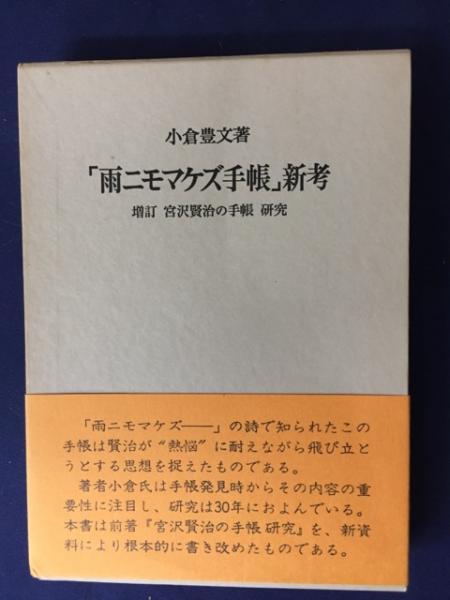 小倉豊文著
「雨ニモマケズ手帳」新考
増訂 宮沢賢治の手帳 研究
「雨ニモマケズ――」の詩で知られたこの
手帳は賢治が“熱悩”に耐えながら飛び立と
うとする思想を捉えたものである。
著者小倉氏は手帳発見時からその内容の重
要性に注目し、研究は30年におよんでいる。
本書は前著『宮沢賢治の手帳 研究』を、新資
料により根本的に書き改めたものである。